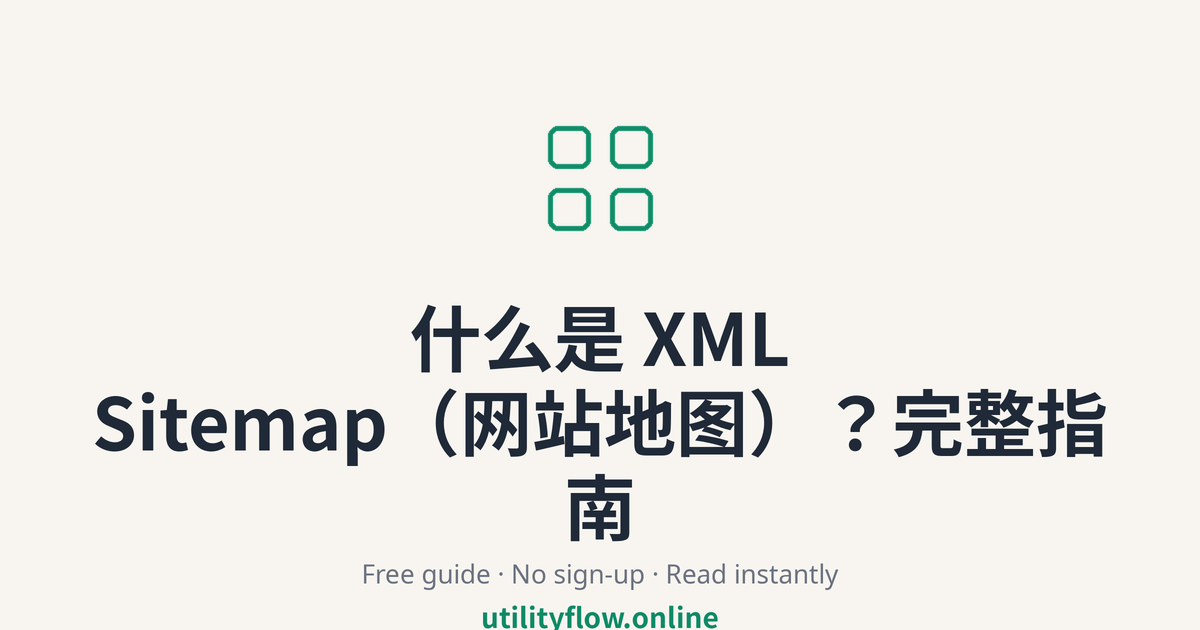 什么是 XML
Sitemap（网站地图）？完整指
南
Free guide · No sign-up · Read instantly
utilityflow.online